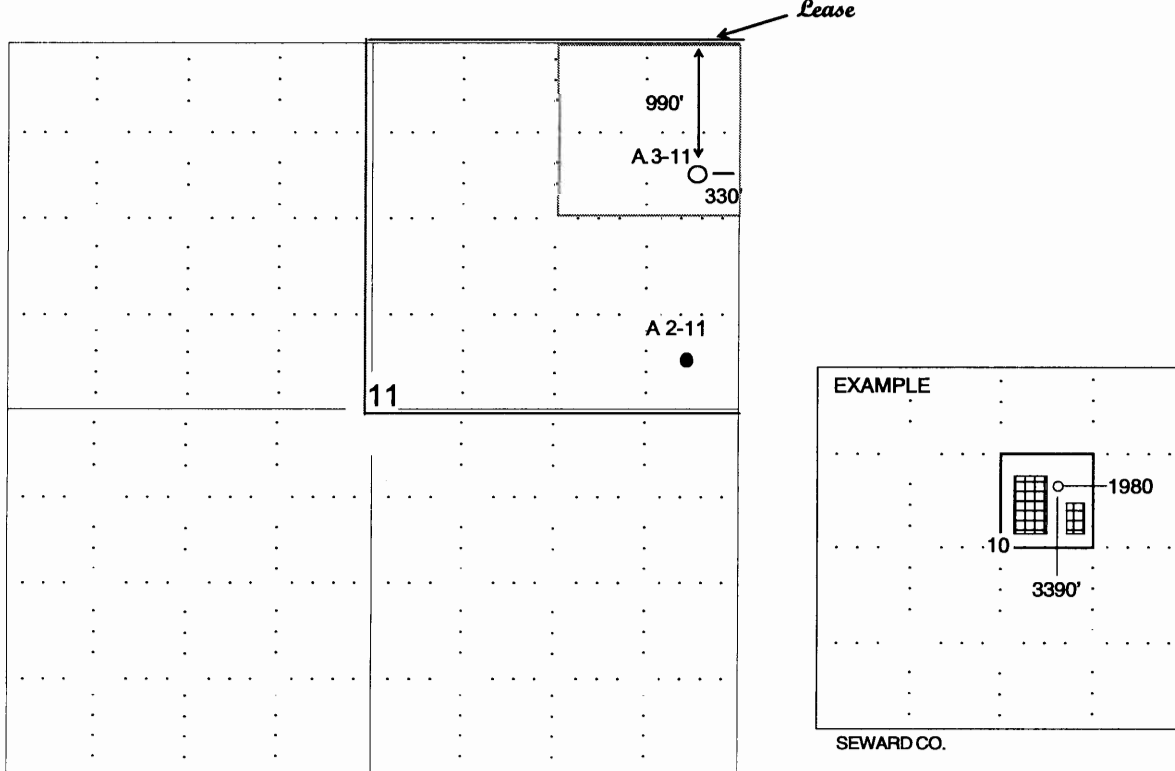 Lease
990'
A 3-11
330'
A 2-11
11
EXAMPLE
1980
10
3390'
SEWARD CO.